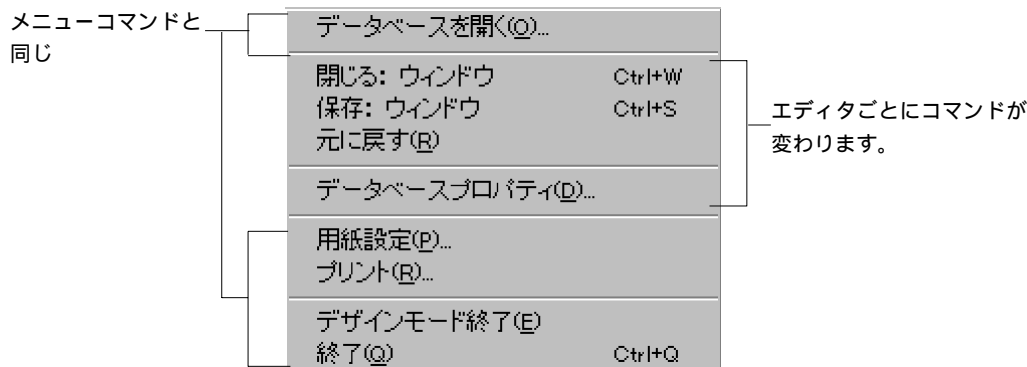 メニューコマンドと
同じ
データベースを開く(O)...
閉じる: ウィンドウ Ctrl+W
保存: ウィンドウ Ctrl+S
元に戻す(R)
データベースプロパティ(D)...
エディタごとにコマンドが
変わります。
用紙設定(P)...
プリント(R)...
デザインモード終了(E)
終了(Q) Ctrl+Q